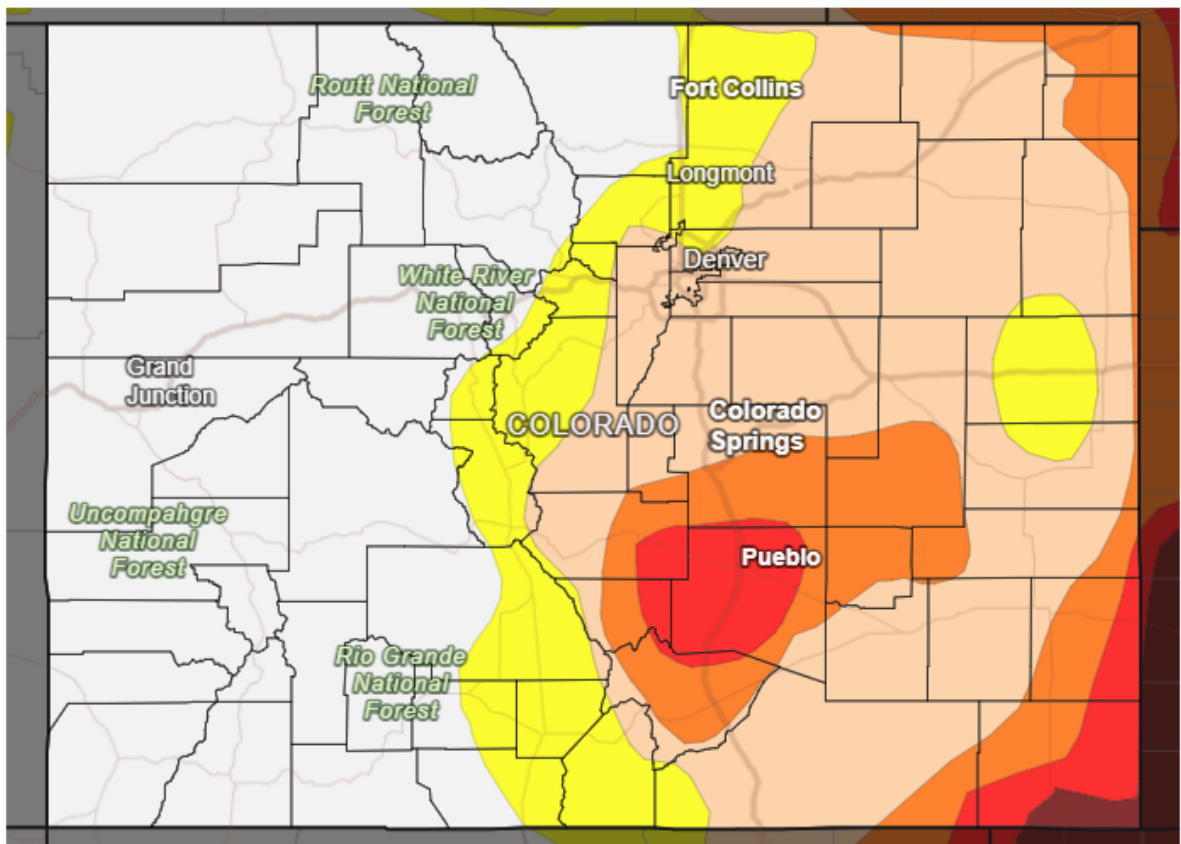 Routt National
Forest
Fort Collins
Longmont
Denver
White River
National
Forest
Grand
Junction
COLORADO
Colorado
Springs
Uncompahgre
National
Forest
Pueblo
Rio Grande
National
Forest